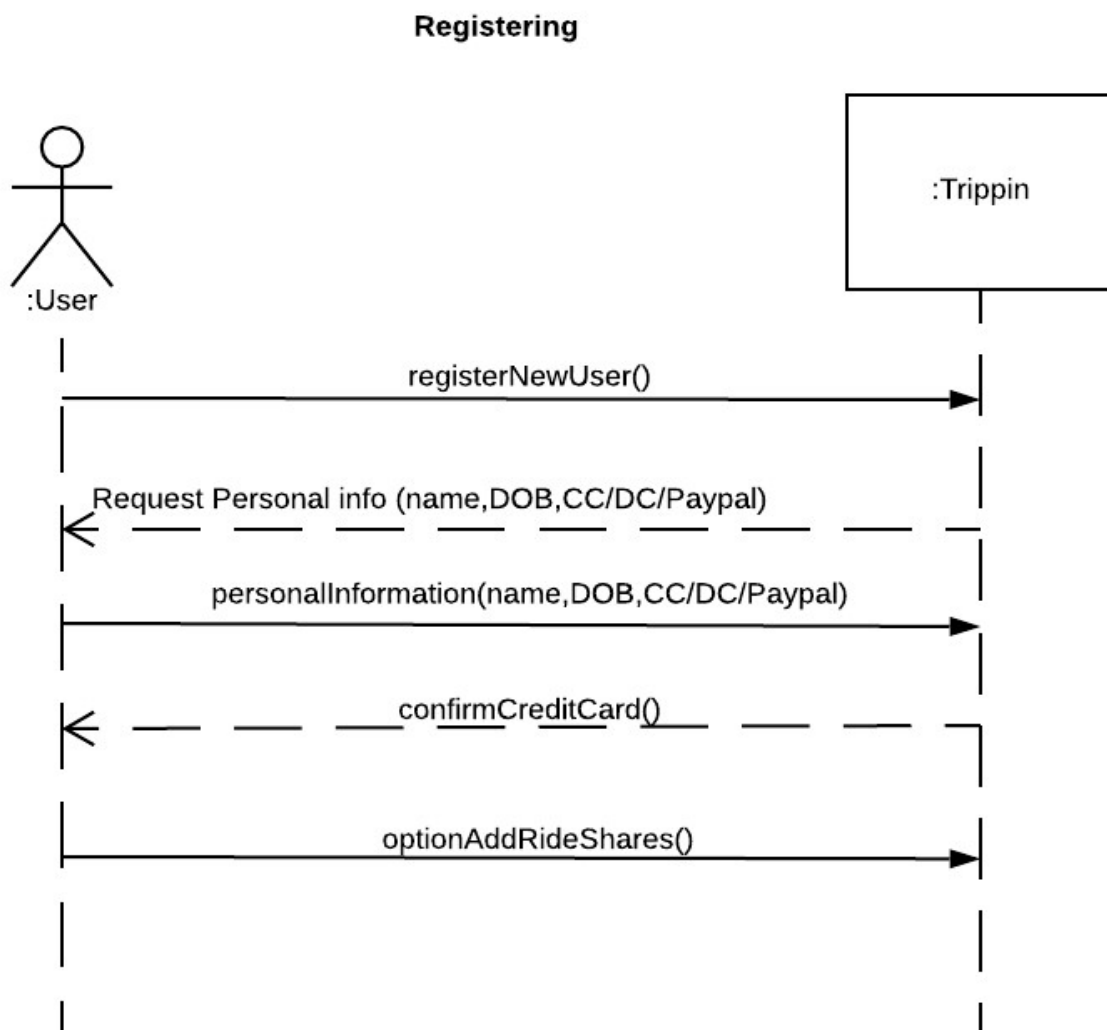 Registering
:User
:Trippin
registerNewUser()
Request Personal info (name,DOB,CC/DC/Paypal)
personalInformation(name,DOB,CC/DC/Paypal)
confirmCreditCard()
optionAddRideShares()